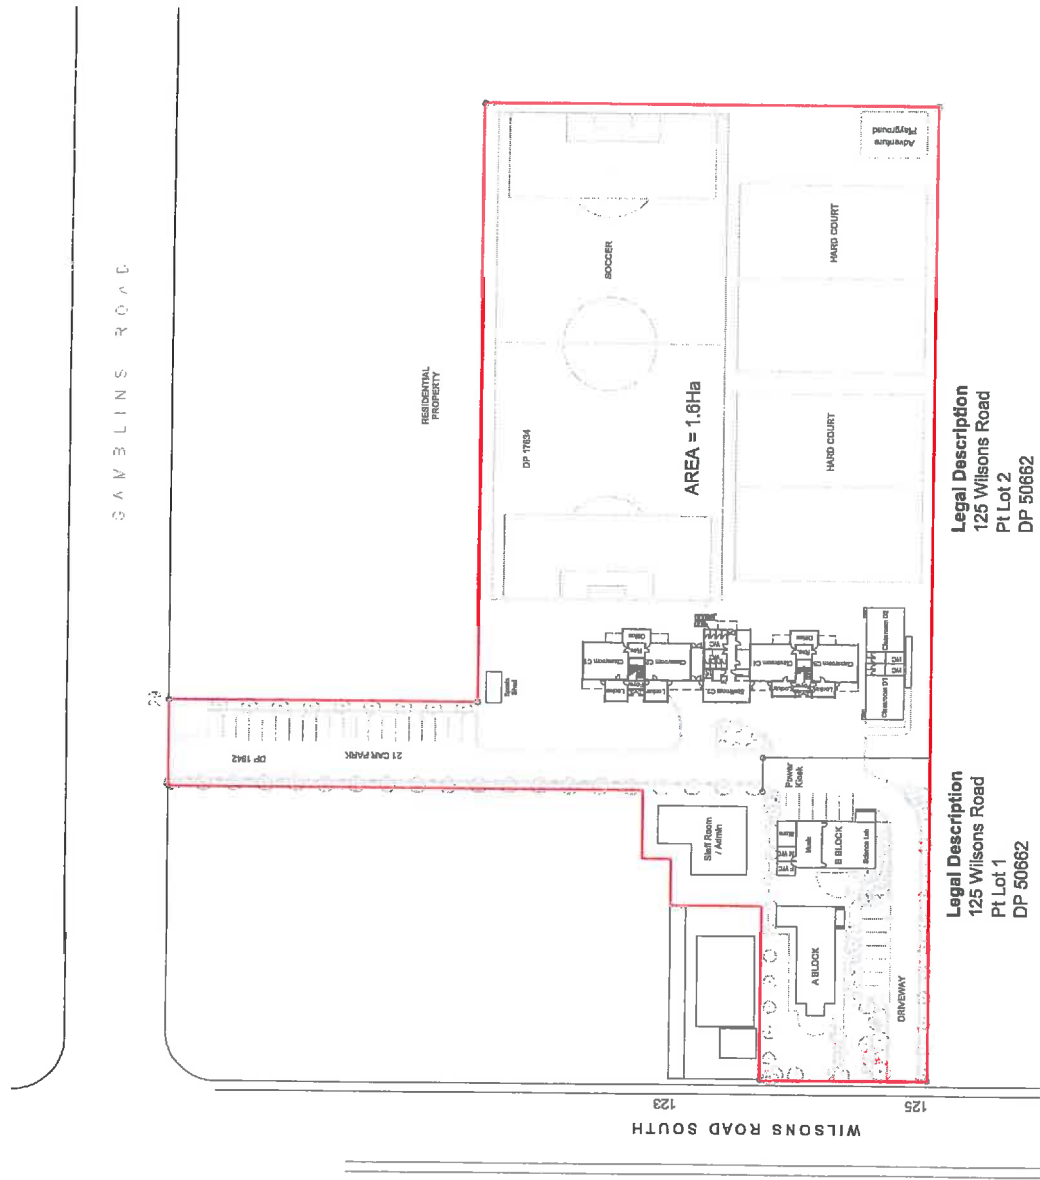 GAMBLINS ROAD
RESIDENTIAL
PROPERTY
SOCCER
Adventure
Playground
HARD COURT
DP 17634
AREA = 1.6Ha
HARD COURT
Legal Description
125 Wilsons Road
Pt Lot 2
DP 50662
DP 1842
21 CAR PARK
Sports
Shed
Classroom C1
Office
Classroom C2
Classroom C4
Office
Classroom D2
Classroom D1
Staff Room
/ Admin
Power
Kiosk
Store
Music
B BLOCK
Science Lab
A BLOCK
DRIVEWAY
Legal Description
125 Wilsons Road
Pt Lot 1
DP 50662
123
125
WILSONS ROAD SOUTH